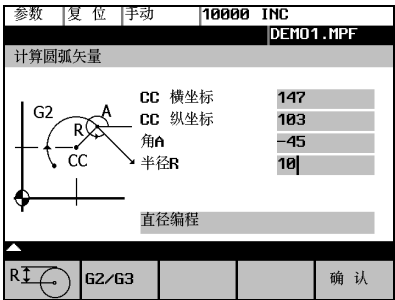 参数 复 位 手动 10000 INC
DEMO1.MPF
计算圆弧矢量
G2
A
R
CC
CC 横坐标 147
CC 纵坐标 103
角A -45
半径R 10
直径编程
R G2/G3 确 认